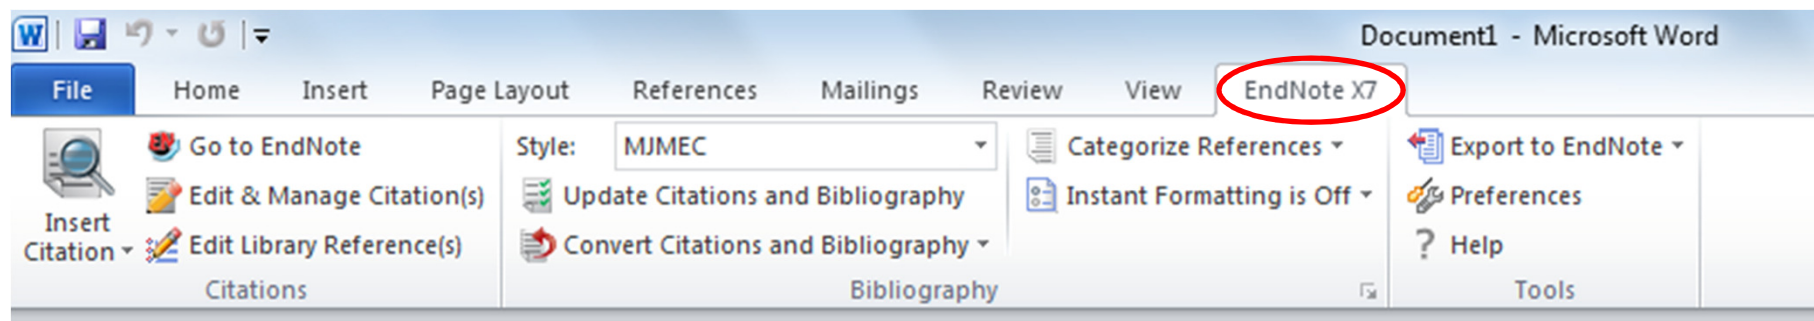 W
Document1 - Microsoft Word
File Home Insert Page Layout References Mailings Review View EndNote X7
Insert Citation
Go to EndNote
Edit & Manage Citation(s)
Edit Library Reference(s)
Citations
Style: MJMEC
Update Citations and Bibliography
Convert Citations and Bibliography
Categorize References
Instant Formatting is Off
Bibliography
Export to EndNote
Preferences
? Help
Tools